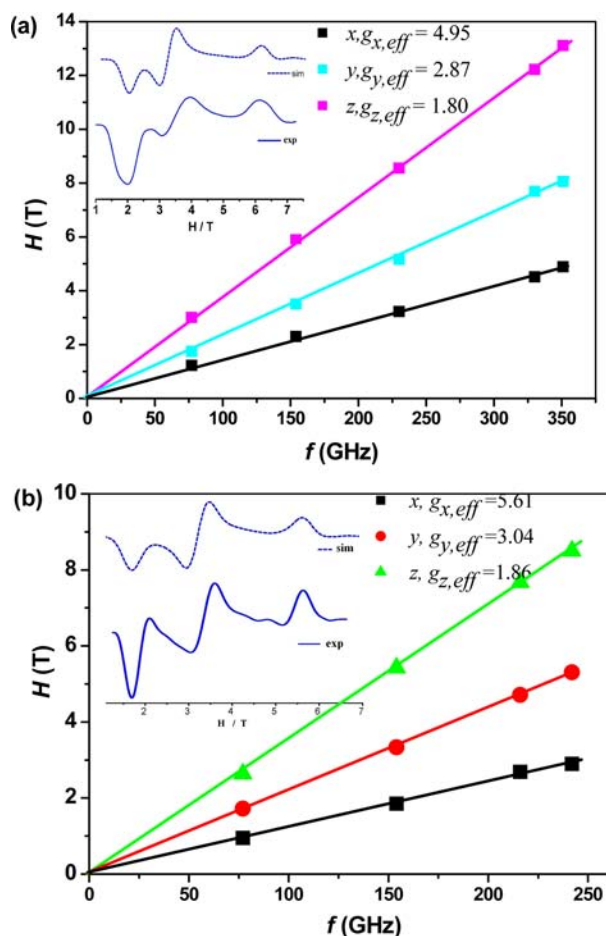 (a)
14
12
10
8
6
4
2
0
H (T)
x,gx,eff = 4.95
y,gy,eff = 2.87
z,gz,eff = 1.80
sim
exp
1 2 3 4 5 6 7
H / T
0 50 100 150 200 250 300 350
f (GHz)
(b)
10
8
6
4
2
0
H (T)
x, gx,eff =5.61
y, gy,eff =3.04
z, gz,eff =1.86
sim
exp
2 3 4 5 6 7
H / T
0 50 100 150 200 250
f (GHz)